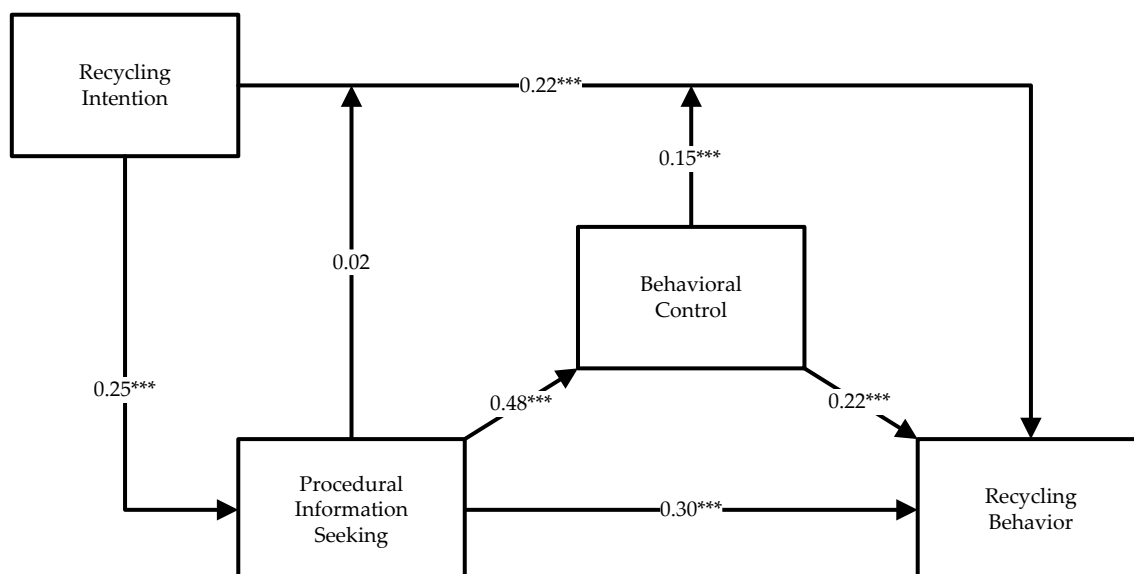 Recycling
Intention
0.22***
0.15***
0.02
Behavioral
Control
0.25***
0.48***
0.22***
Procedural
Information
Seeking
0.30***
Recycling
Behavior